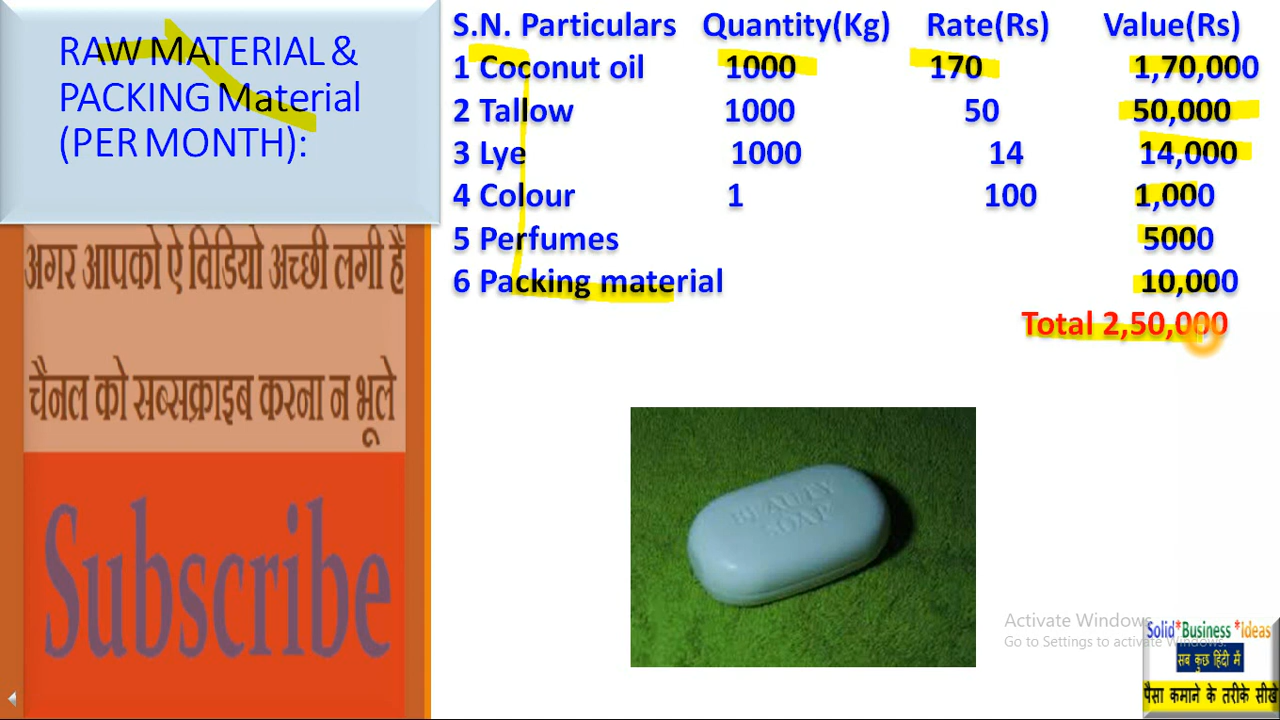 RAW MATERIAL &
PACKING Material
(PER MONTH):
S.N. Particulars Quantity(Kg) Rate(Rs) Value(Rs)
1 Coconut oil 1000 170 1,70,000
2 Tallow 1000 50 50,000
3 Lye 1000 14 14,000
4 Colour 1 100 1,000
5 Perfumes 5000
6 Packing material 10,000
Total 2,50,000
अगर आपको ऐ विडियो अच्छी लगी है
चैनल को सब्सक्राइब करना न भूले
Subscribe
BEAUTY
SOAP
Activate Windows
Go to Settings to activate Windows.
Solid*Business *Ideas
सब कुछ हिंदी में
पैसा कमाने के तरीके सीखे